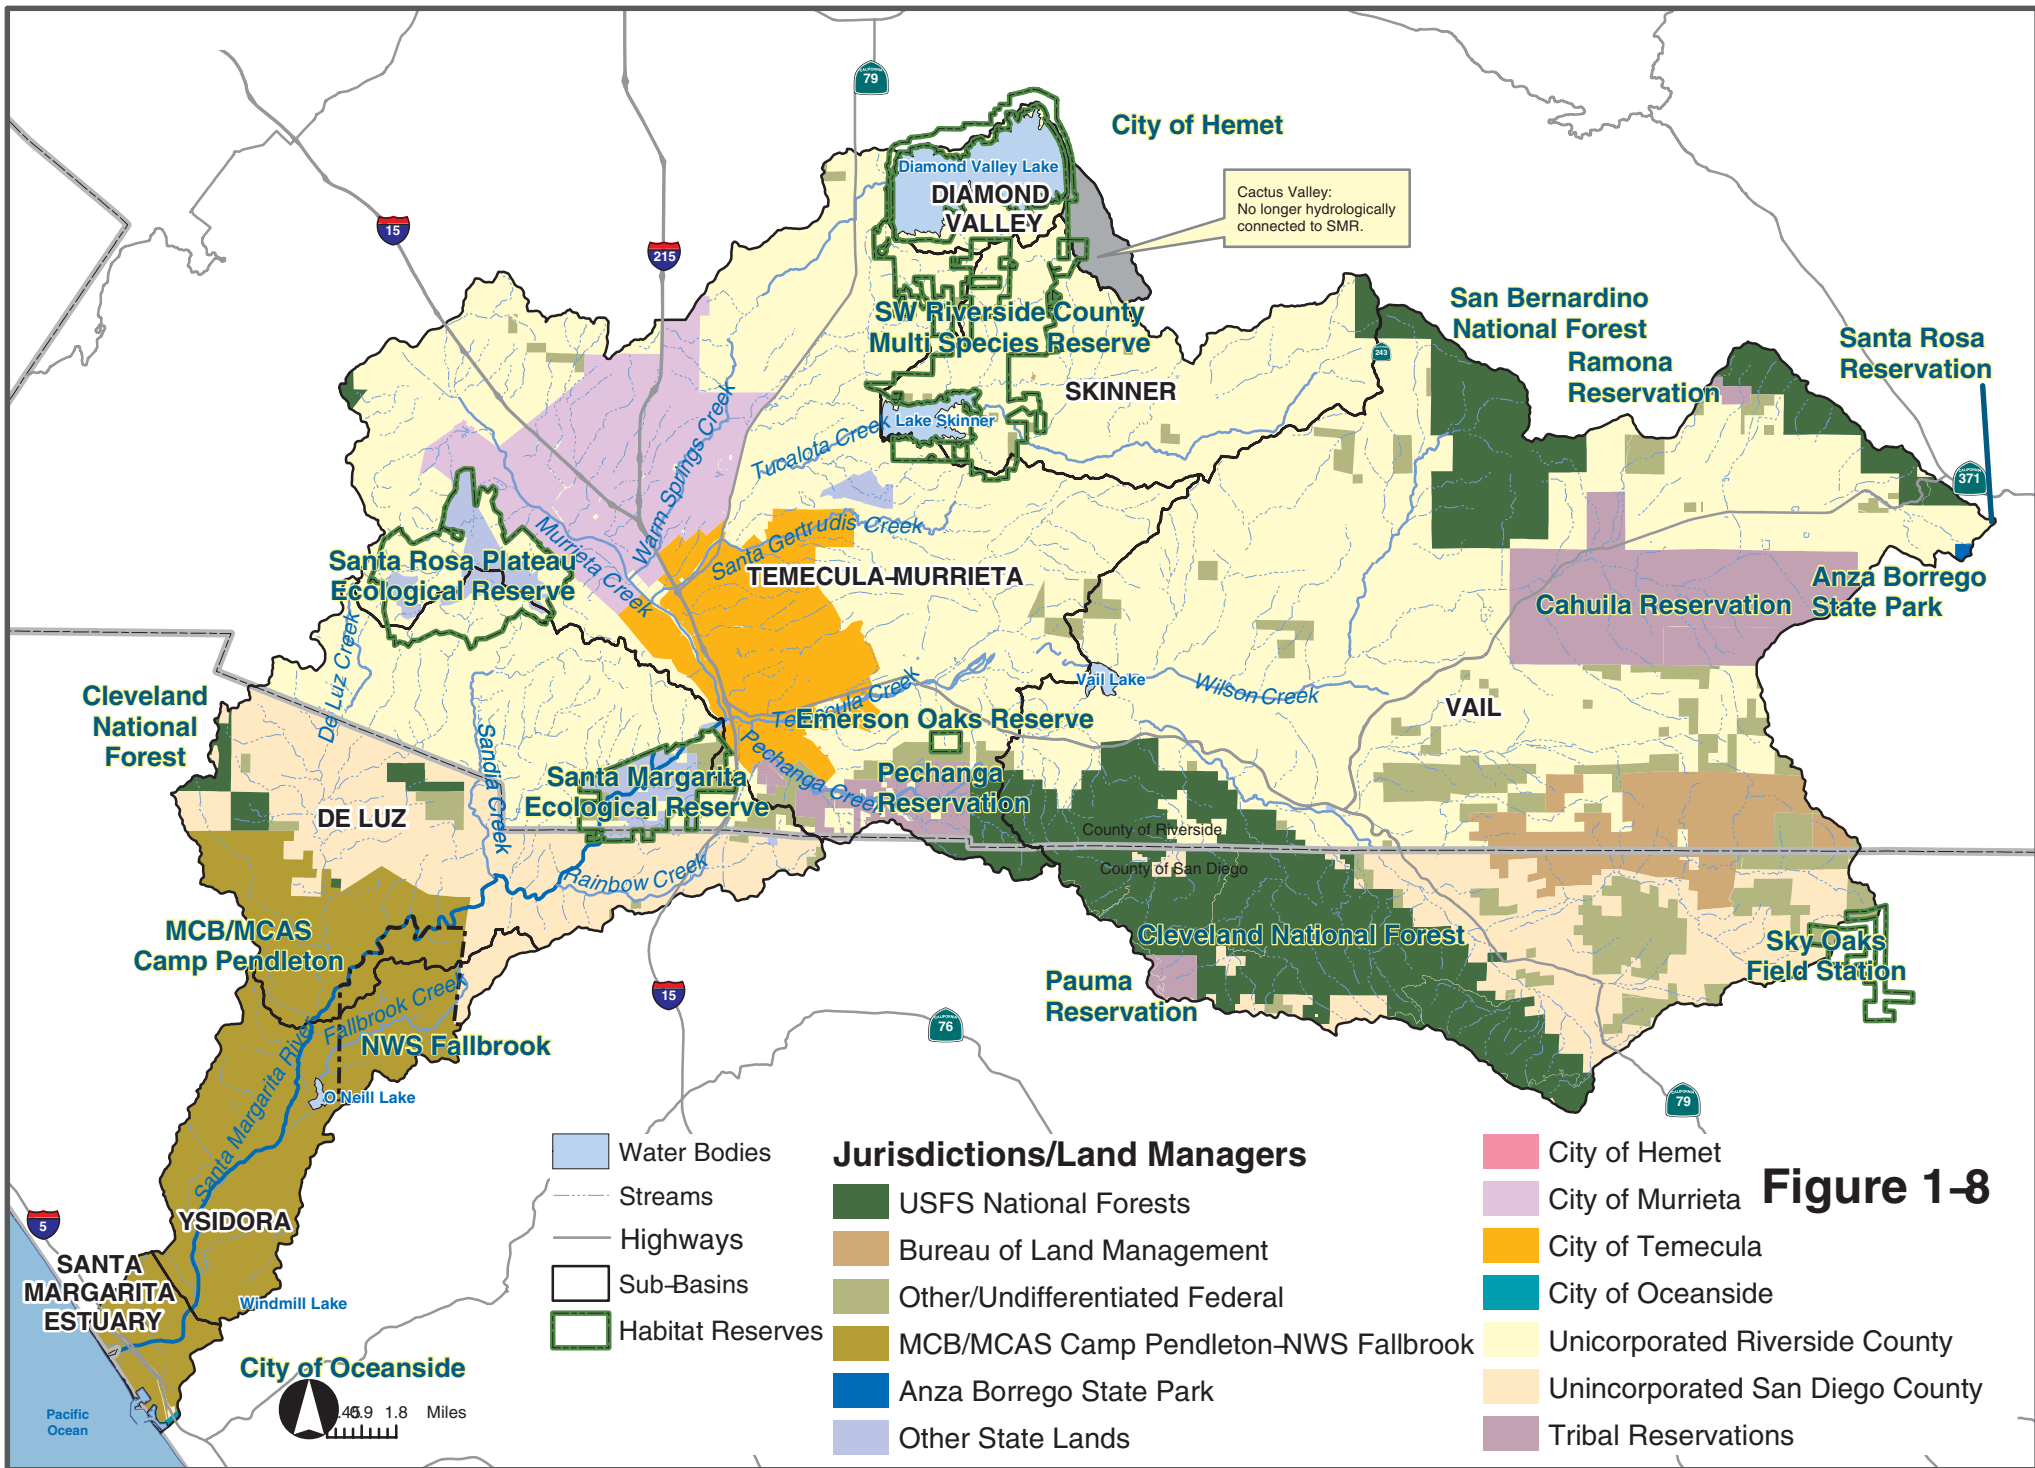 79
City of Hemet
Diamond Valley Lake
DIAMOND
VALLEY
Cactus Valley:
No longer hydrologically
connected to SMR.
15
215
SW Riverside County
Multi Species Reserve
San Bernardino
National Forest
Ramona
Reservation
Santa Rosa
Reservation
243
SKINNER
Lake Skinner
371
Warm Springs Creek
Tucalota Creek
Murrieta Creek
Santa Gertrudis Creek
Santa Rosa Plateau
Ecological Reserve
TEMECULA-MURRIETA
Cahuila Reservation
Anza Borrego
State Park
De Luz Creek
Cleveland
National
Forest
Sandia Creek
Temecula Creek
Emerson Oaks Reserve
Vail Lake
Wilson Creek
VAIL
Pechanga Creek
Pechanga
Reservation
Santa Margarita
Ecological Reserve
DE LUZ
County of Riverside
County of San Diego
Rainbow Creek
MCB/MCAS
Camp Pendleton
Cleveland National Forest
Sky Oaks
Field Station
Pauma
Reservation
Fallbrook Creek
NWS Fallbrook
15
76
Santa Margarita River
O Neill Lake
79
YSIDORA
5
SANTA
MARGARITA
ESTUARY
Windmill Lake
City of Oceanside
Pacific
Ocean
0.9 1.8 Miles
Water Bodies
Streams
Highways
Sub-Basins
Habitat Reserves
Jurisdictions/Land Managers
USFS National Forests
Bureau of Land Management
Other/Undifferentiated Federal
MCB/MCAS Camp Pendleton-NWS Fallbrook
Anza Borrego State Park
Other State Lands
City of Hemet
City of Murrieta
City of Temecula
City of Oceanside
Unicorporated Riverside County
Unincorporated San Diego County
Tribal Reservations
Figure 1-8